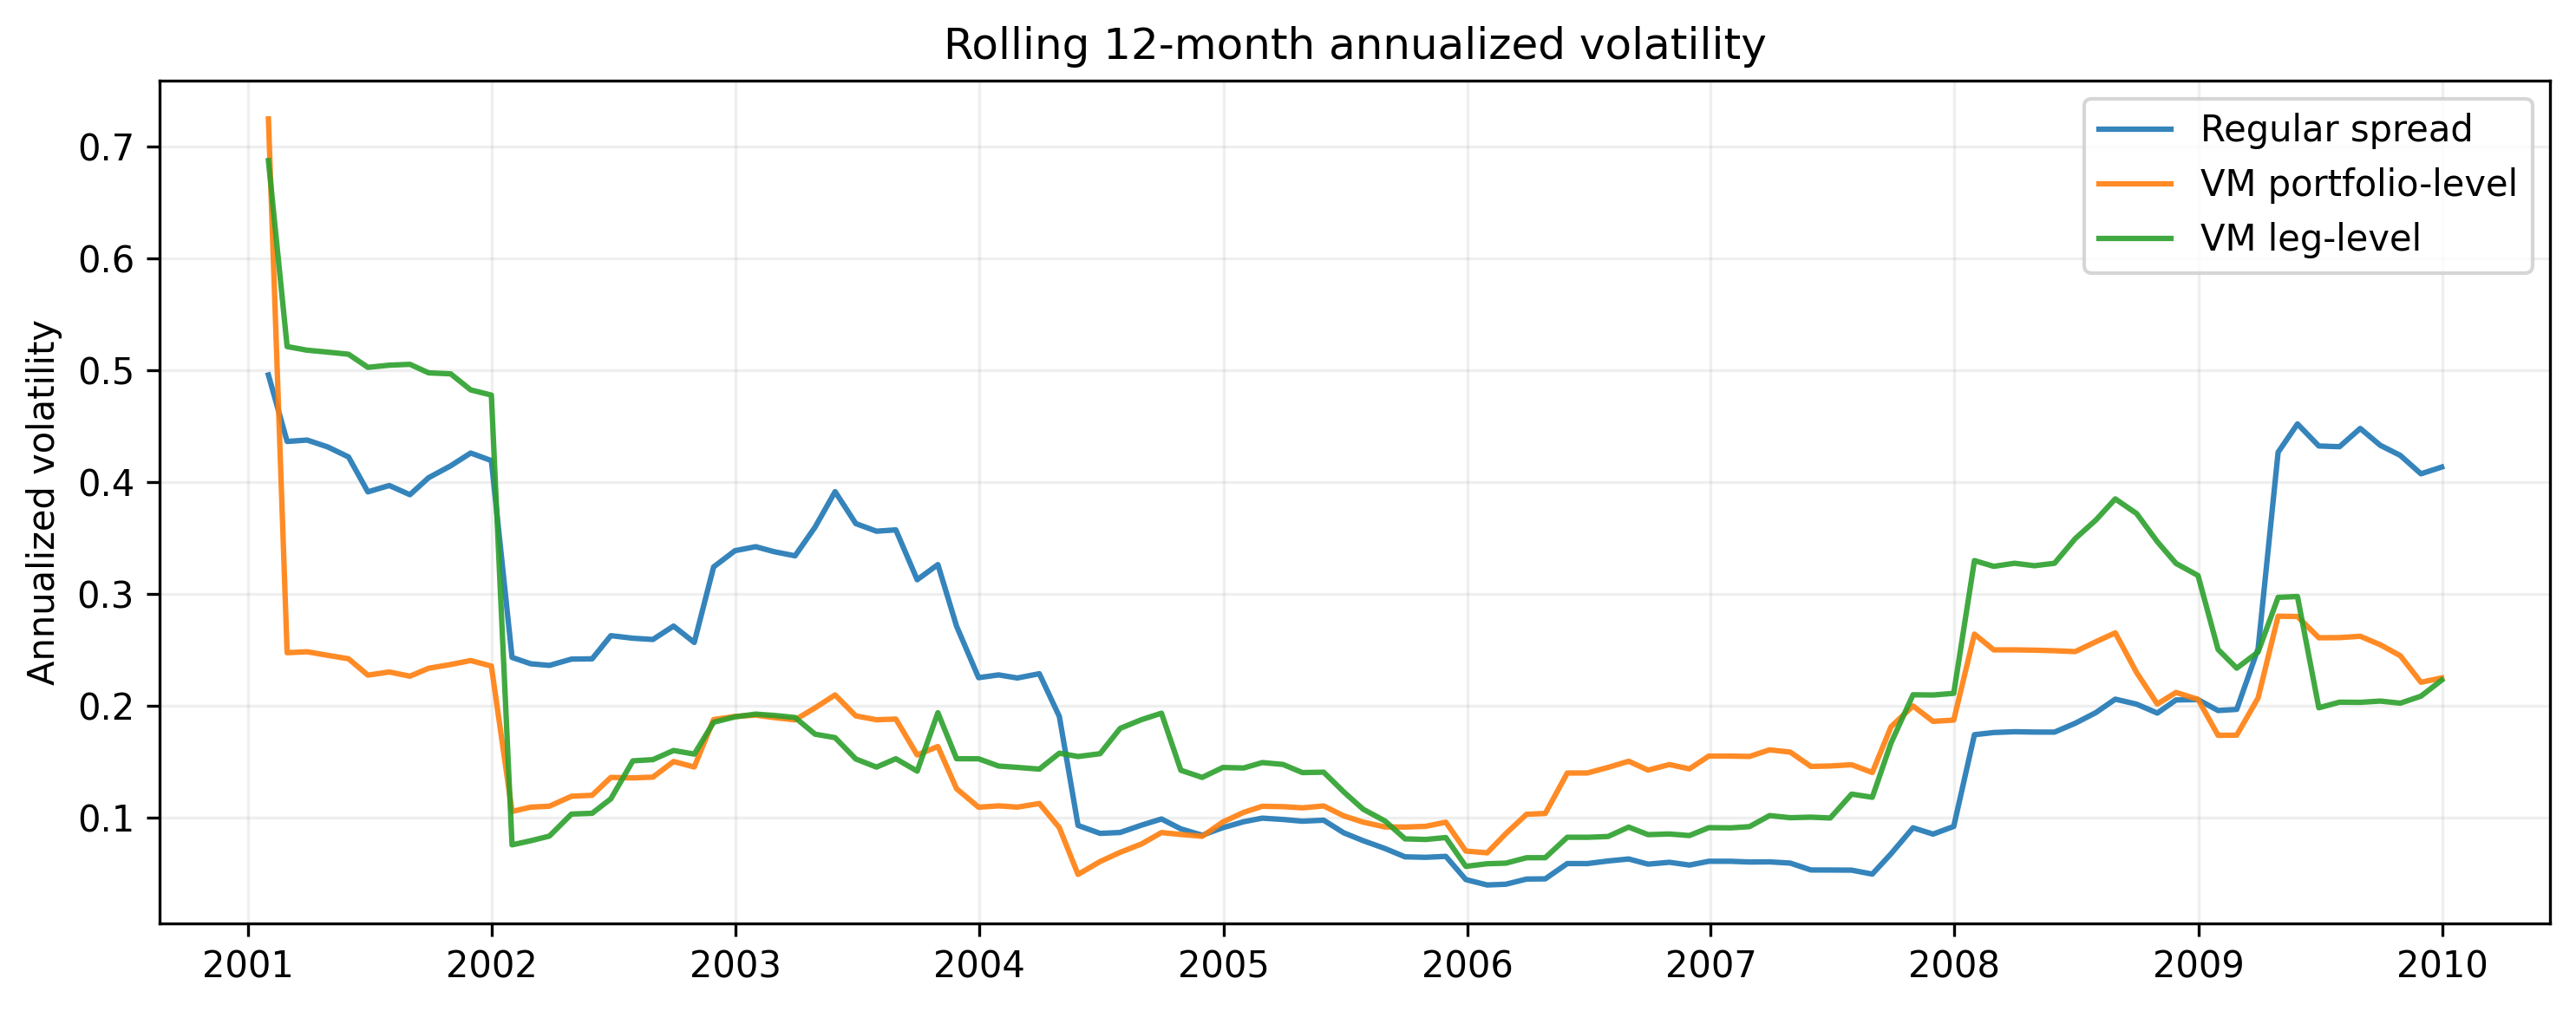 Rolling 12-month annualized volatility
Annualized volatility
0.7
0.6
0.5
0.4
0.3
0.2
0.1
Regular spread
VM portfolio-level
VM leg-level
2001 2002 2003 2004 2005 2006 2007 2008 2009 2010